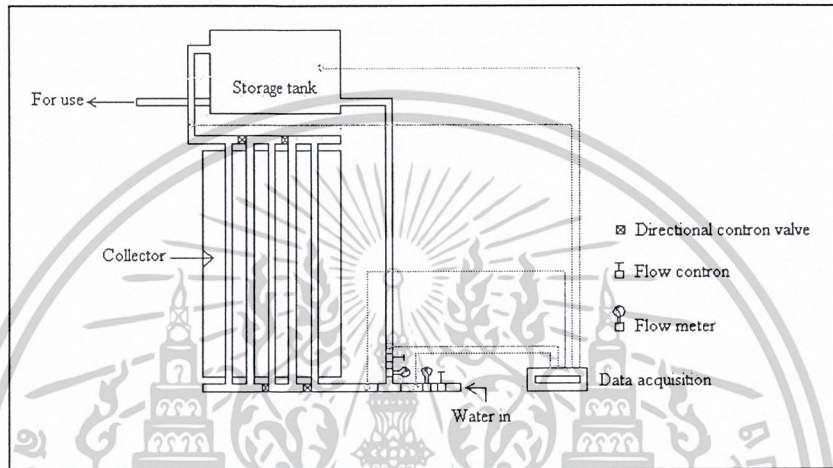 Storage tank
For use
Directional contron valve
Collector
Flow contron
Flow meter
Data acquisition
Water in